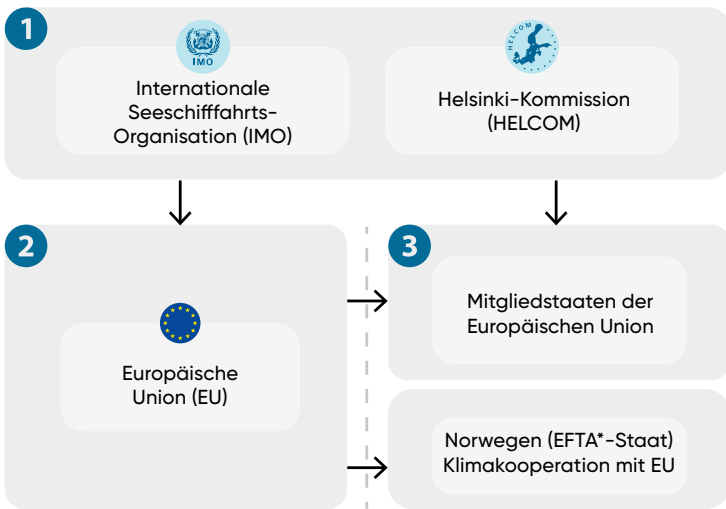 1
IMO
Internationale
Seeschifffahrts-
Organisation (IMO)
HELCOM
Helsinki-Kommission
(HELCOM)
2
Europäische
Union (EU)
3
Mitgliedstaaten der
Europäischen Union
Norwegen (EFTA*-Staat)
Klimakooperation mit EU